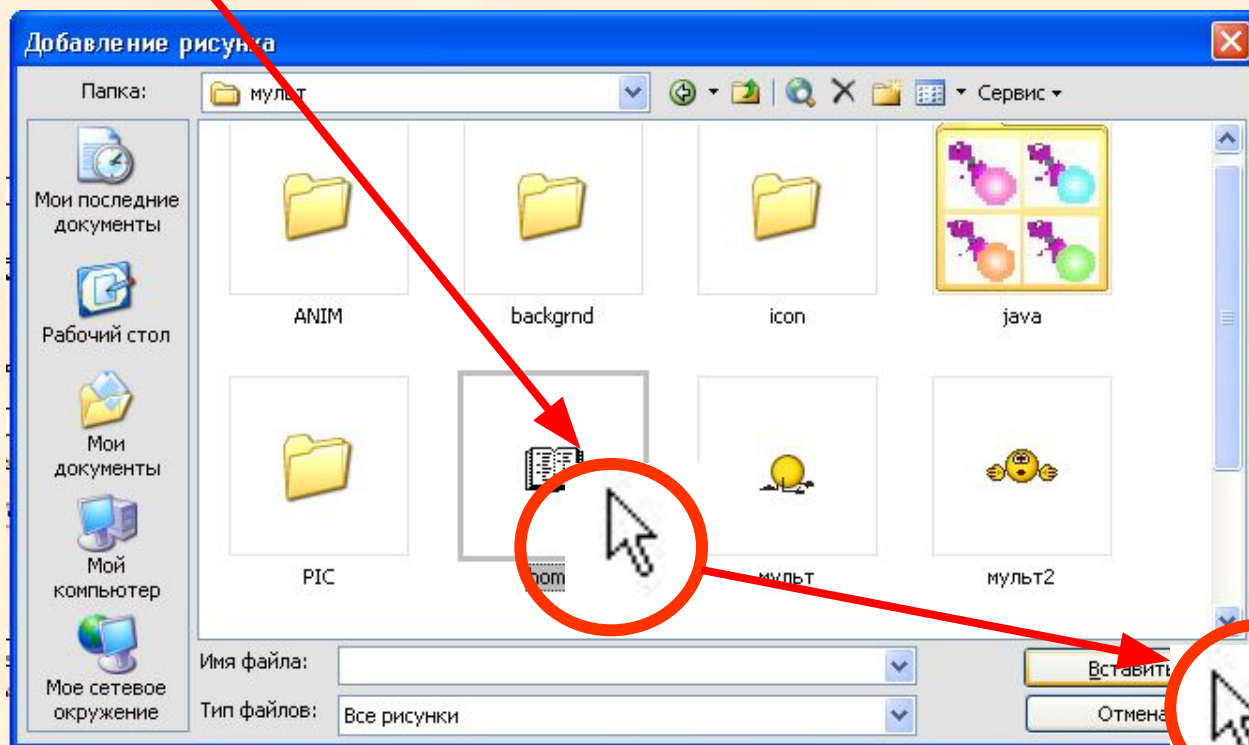 Добавление рисунка
Папка:
мульт
Сервис
Мои последние
документы
Рабочий стол
Мои
документы
Мой
компьютер
Мое сетевое
окружение
ANIM
backgrnd
icon
java
PIC
мульт
мульт2
Имя файла:
Вставить
Тип файлов:
Все рисунки
Отмена